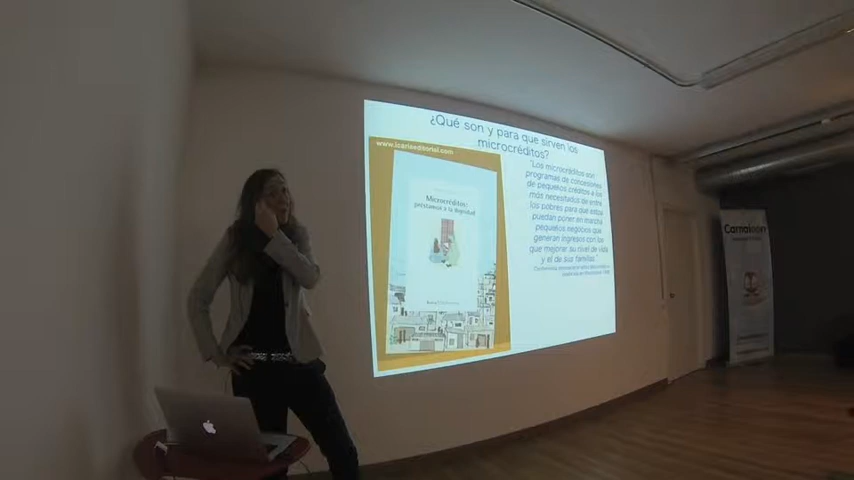 ¿Qué son y para que sirven los
microcréditos?
www.icariaeditorial.com
Microcréditos:
préstamos a la dignidad
"Los microcréditos son
programas de concesiones
de pequeños créditos a los
más necesitados de entre
los pobres para que estos
puedan poner en marcha
pequeños negocios que
generan ingresos con los
que mejorar su nivel de vida
y el de sus familias."
Camaleon